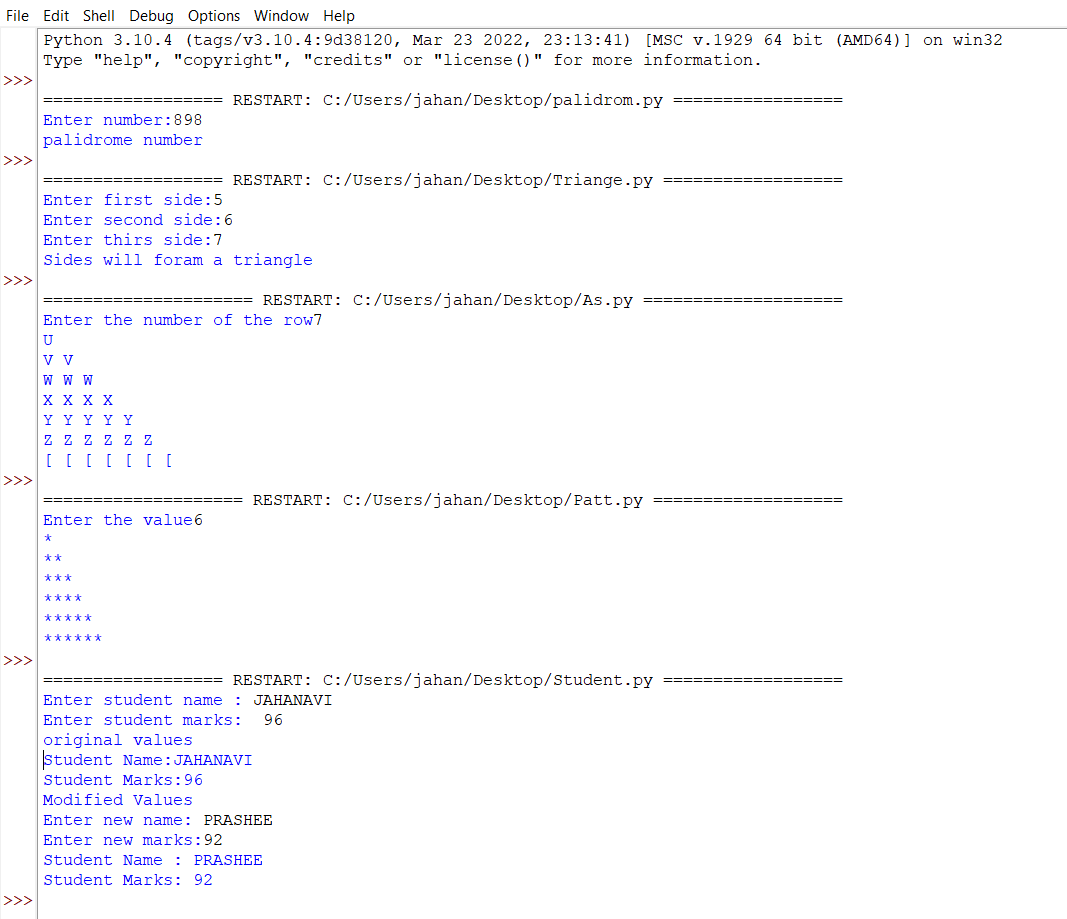 File Edit Shell Debug Options Window Help
Python 3.10.4 (tags/v3.10.4:9d38120, Mar 23 2022, 23:13:41) [MSC v.1929 64 bit (AMD64)] on win32
Type "help", "copyright", "credits" or "license()" for more information.
>>>
================== RESTART: C:/Users/jahan/Desktop/palidrom.py =================
Enter number:898
palidrome number
>>>
================== RESTART: C:/Users/jahan/Desktop/Triange.py ==================
Enter first side:5
Enter second side:6
Enter thirs side:7
Sides will foram a triangle
>>>
===================== RESTART: C:/Users/jahan/Desktop/As.py ====================
Enter the number of the row7
U
V V
W W W
X X X X
Y Y Y Y Y
Z Z Z Z Z Z
[ [ [ [ [ [ [
>>>
==================== RESTART: C:/Users/jahan/Desktop/Patt.py ===================
Enter the value6
*
**
***
****
*****
******
>>>
================== RESTART: C:/Users/jahan/Desktop/Student.py ==================
Enter student name : JAHANAVI
Enter student marks:  96
original values
Student Name:JAHANAVI
Student Marks:96
Modified Values
Enter new name: PRASHEE
Enter new marks:92
Student Name : PRASHEE
Student Marks: 92
>>>